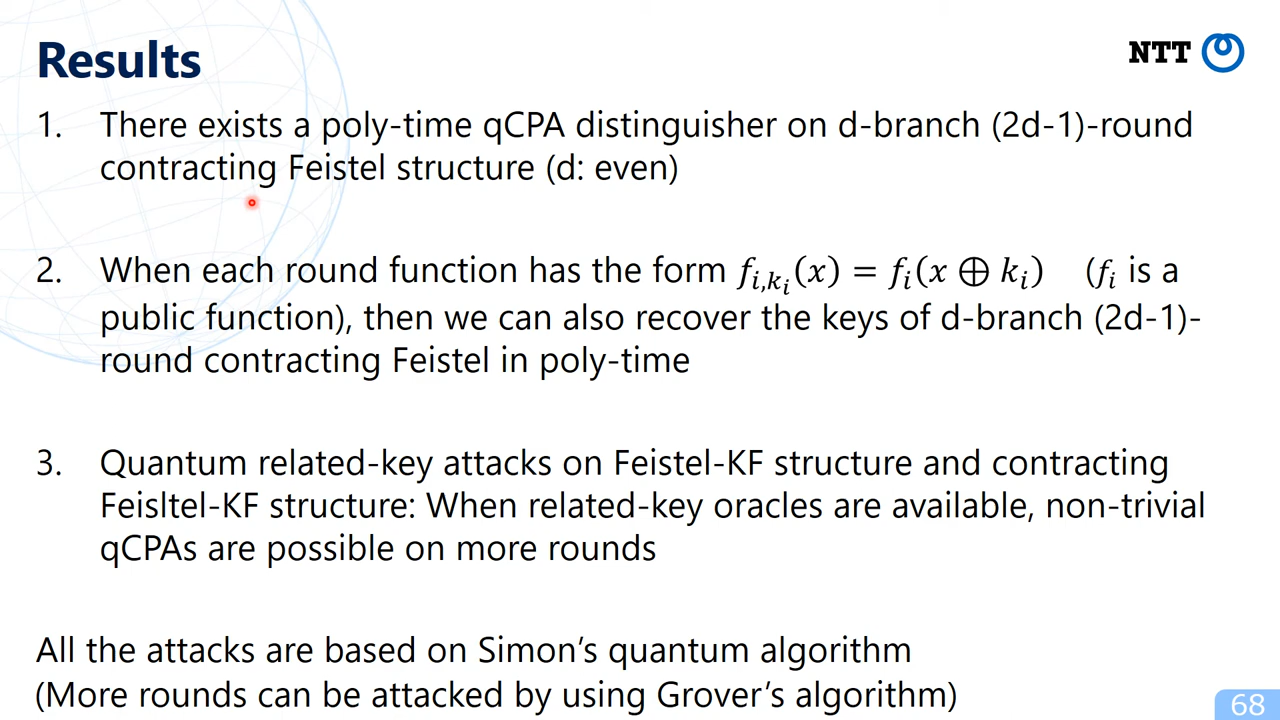 Results
NTT
1. There exists a poly-time qCPA distinguisher on d-branch (2d-1)-round
contracting Feistel structure (d: even)
2. When each round function has the form f_{i,k_i}(x) = f_i(x ⊕ k_i) (f_i is a
public function), then we can also recover the keys of d-branch (2d-1)-
round contracting Feistel in poly-time
3. Quantum related-key attacks on Feistel-KF structure and contracting
Feisltel-KF structure: When related-key oracles are available, non-trivial
qCPAs are possible on more rounds
All the attacks are based on Simon’s quantum algorithm
(More rounds can be attacked by using Grover’s algorithm)
68